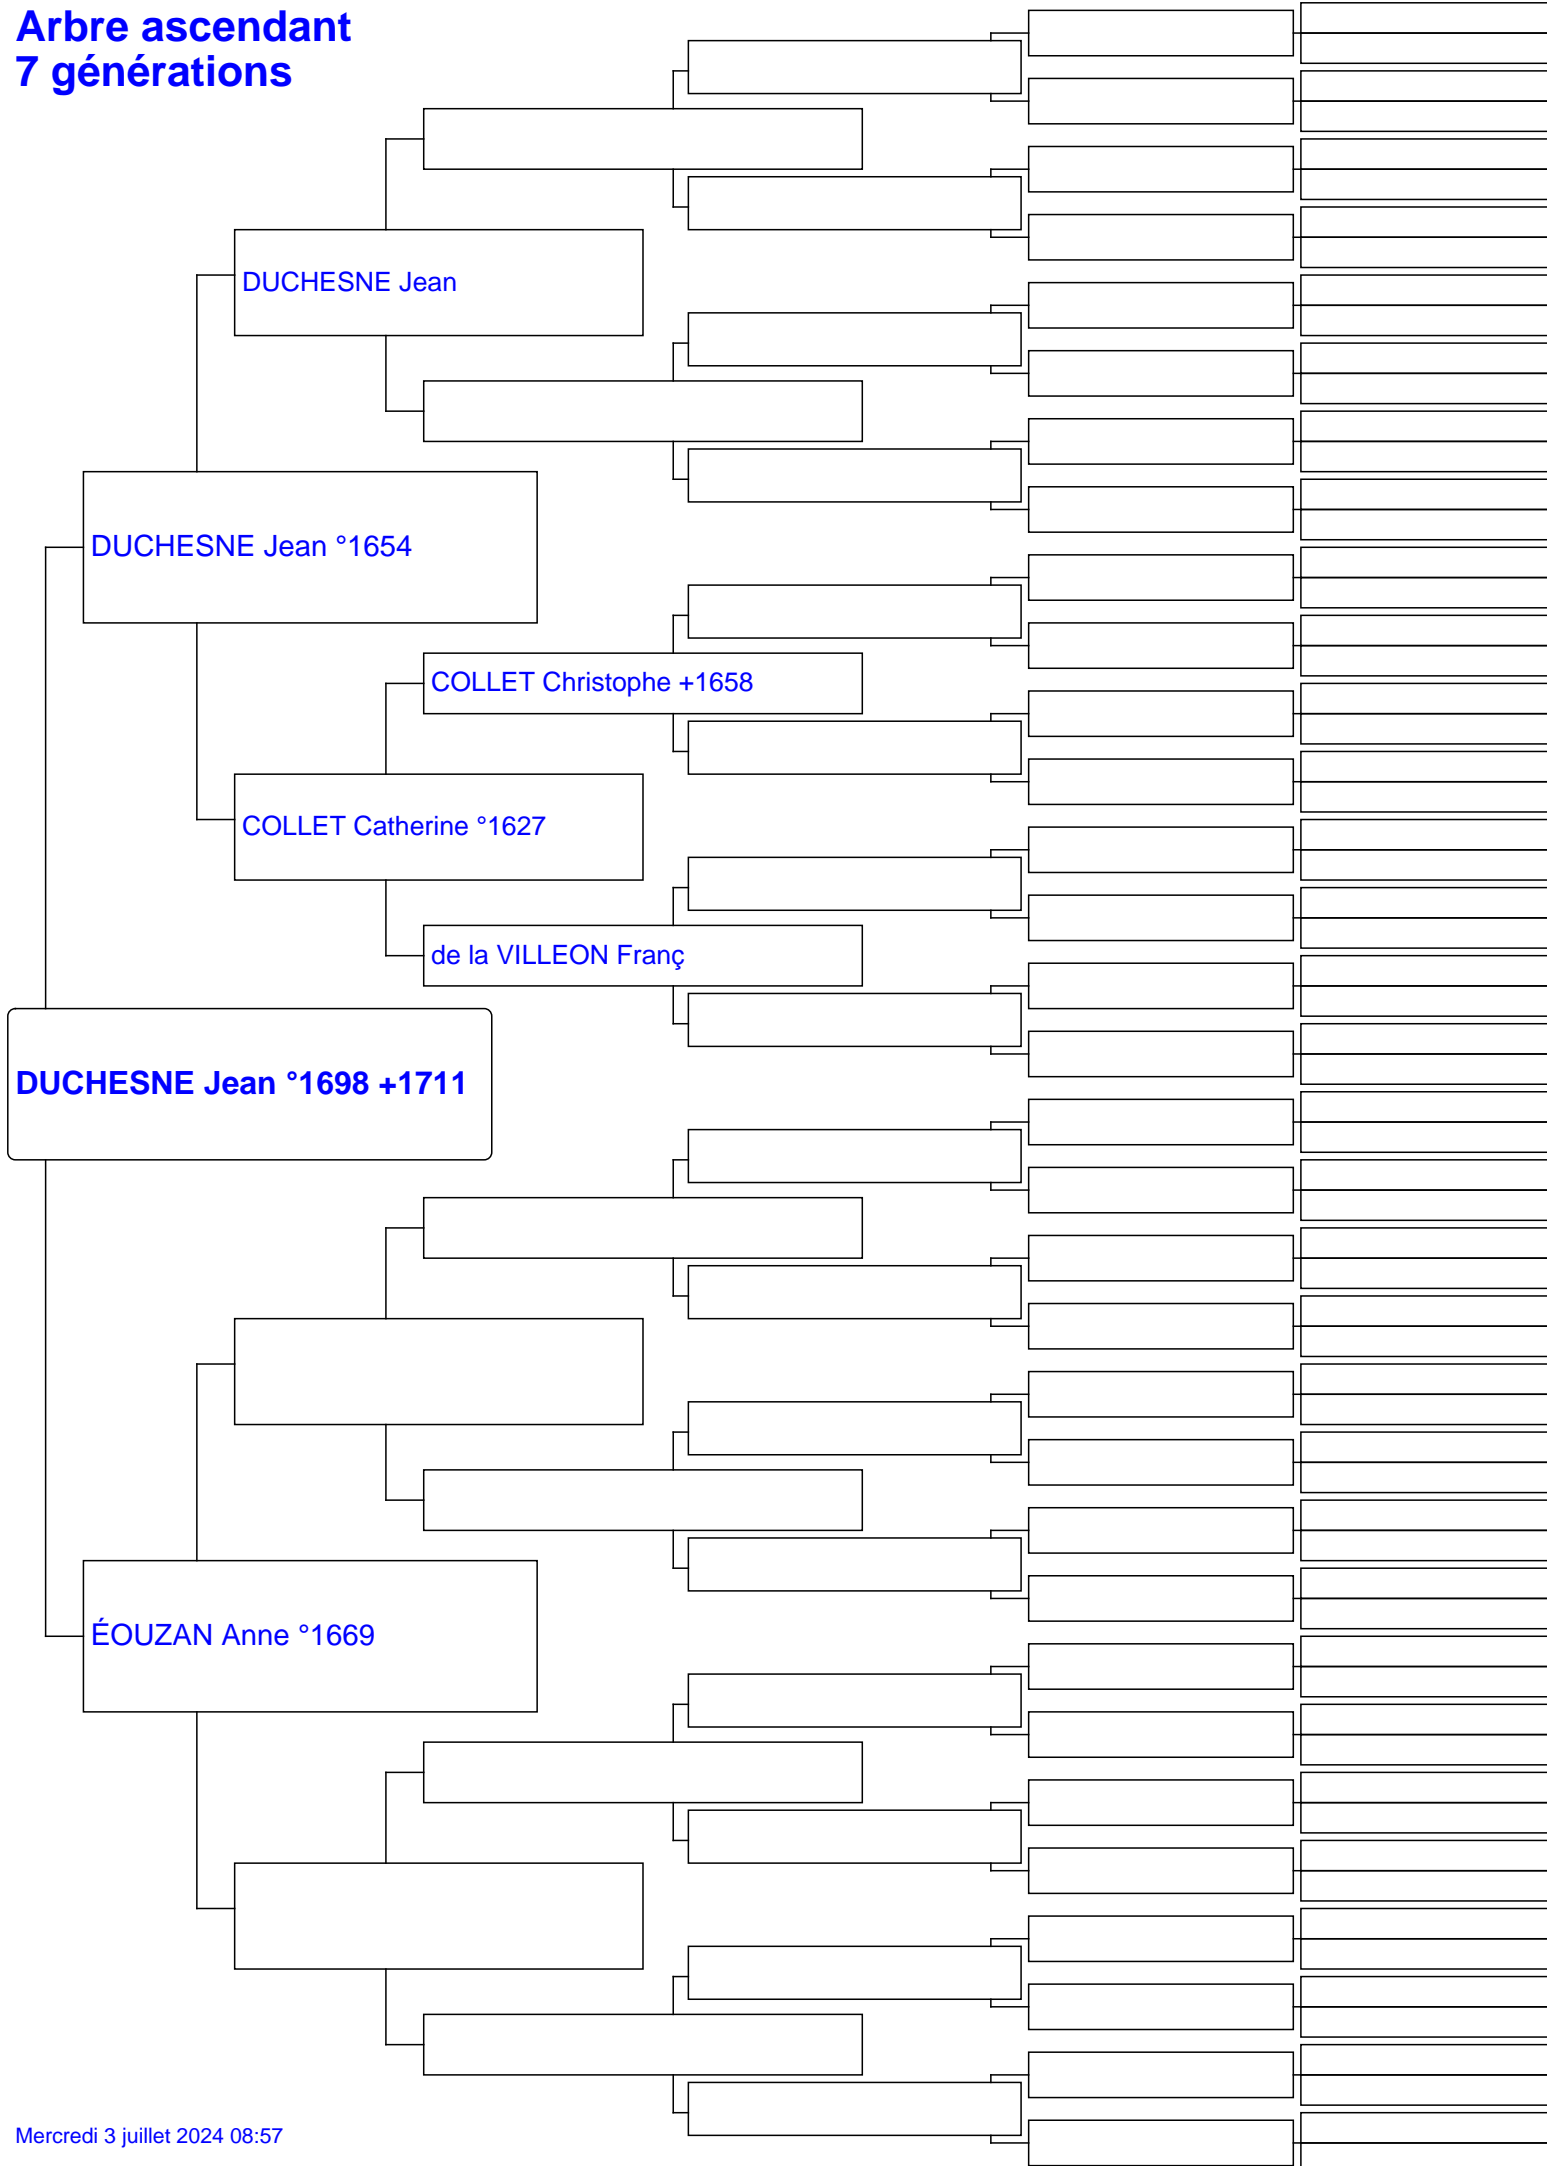 Arbre ascendant
7 générations
DUCHESNE Jean
DUCHESNE Jean °1654
COLLET Christophe +1658
COLLET Catherine °1627
de la VILLEON Franç
DUCHESNE Jean °1698 +1711
ÉOUZAN Anne °1669
Mercredi 3 juillet 2024 08:57